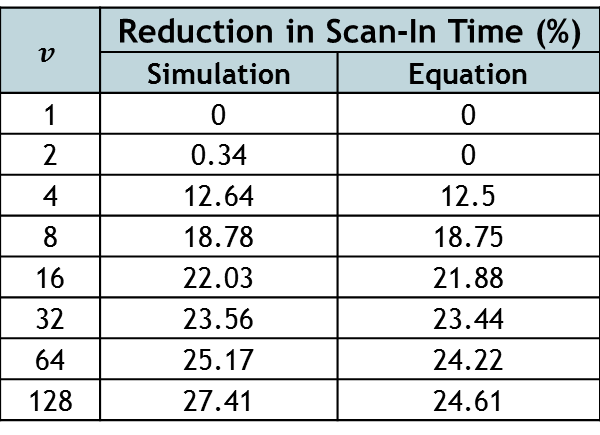 𝑣 Reduction in Scan-In Time (%)
Simulation Equation
1 0 0
2 0.34 0
4 12.64 12.5
8 18.78 18.75
16 22.03 21.88
32 23.56 23.44
64 25.17 24.22
128 27.41 24.61